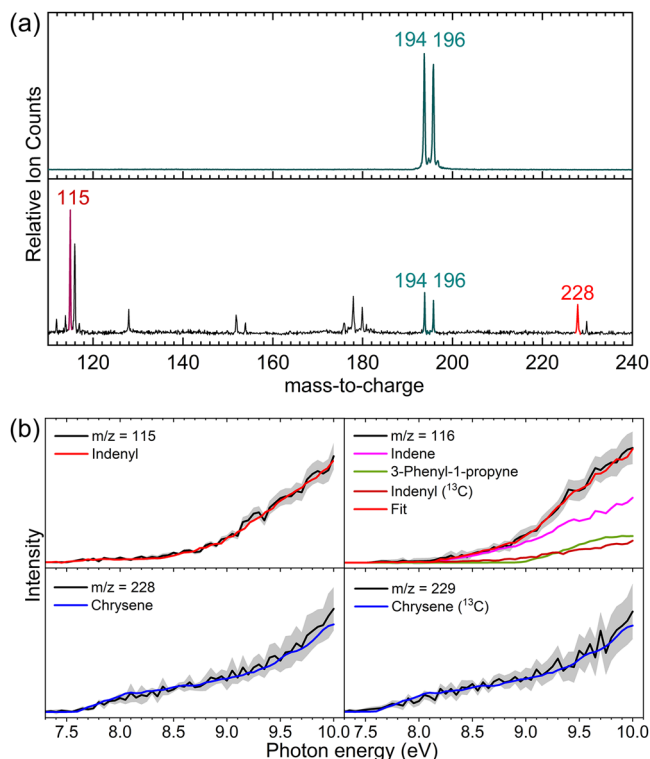 (a)
194 196
Relative Ion Counts
115
194 196
228
120 140 160 180 200 220 240
mass-to-charge
(b)
m/z = 115
Indenyl
m/z = 116
Indene
3-Phenyl-1-propyne
Indenyl (¹³C)
Fit
Intensity
m/z = 228
Chrysene
m/z = 229
Chrysene (¹³C)
7.5 8.0 8.5 9.0 9.5 10.0 7.5 8.0 8.5 9.0 9.5 10.0
Photon energy (eV)